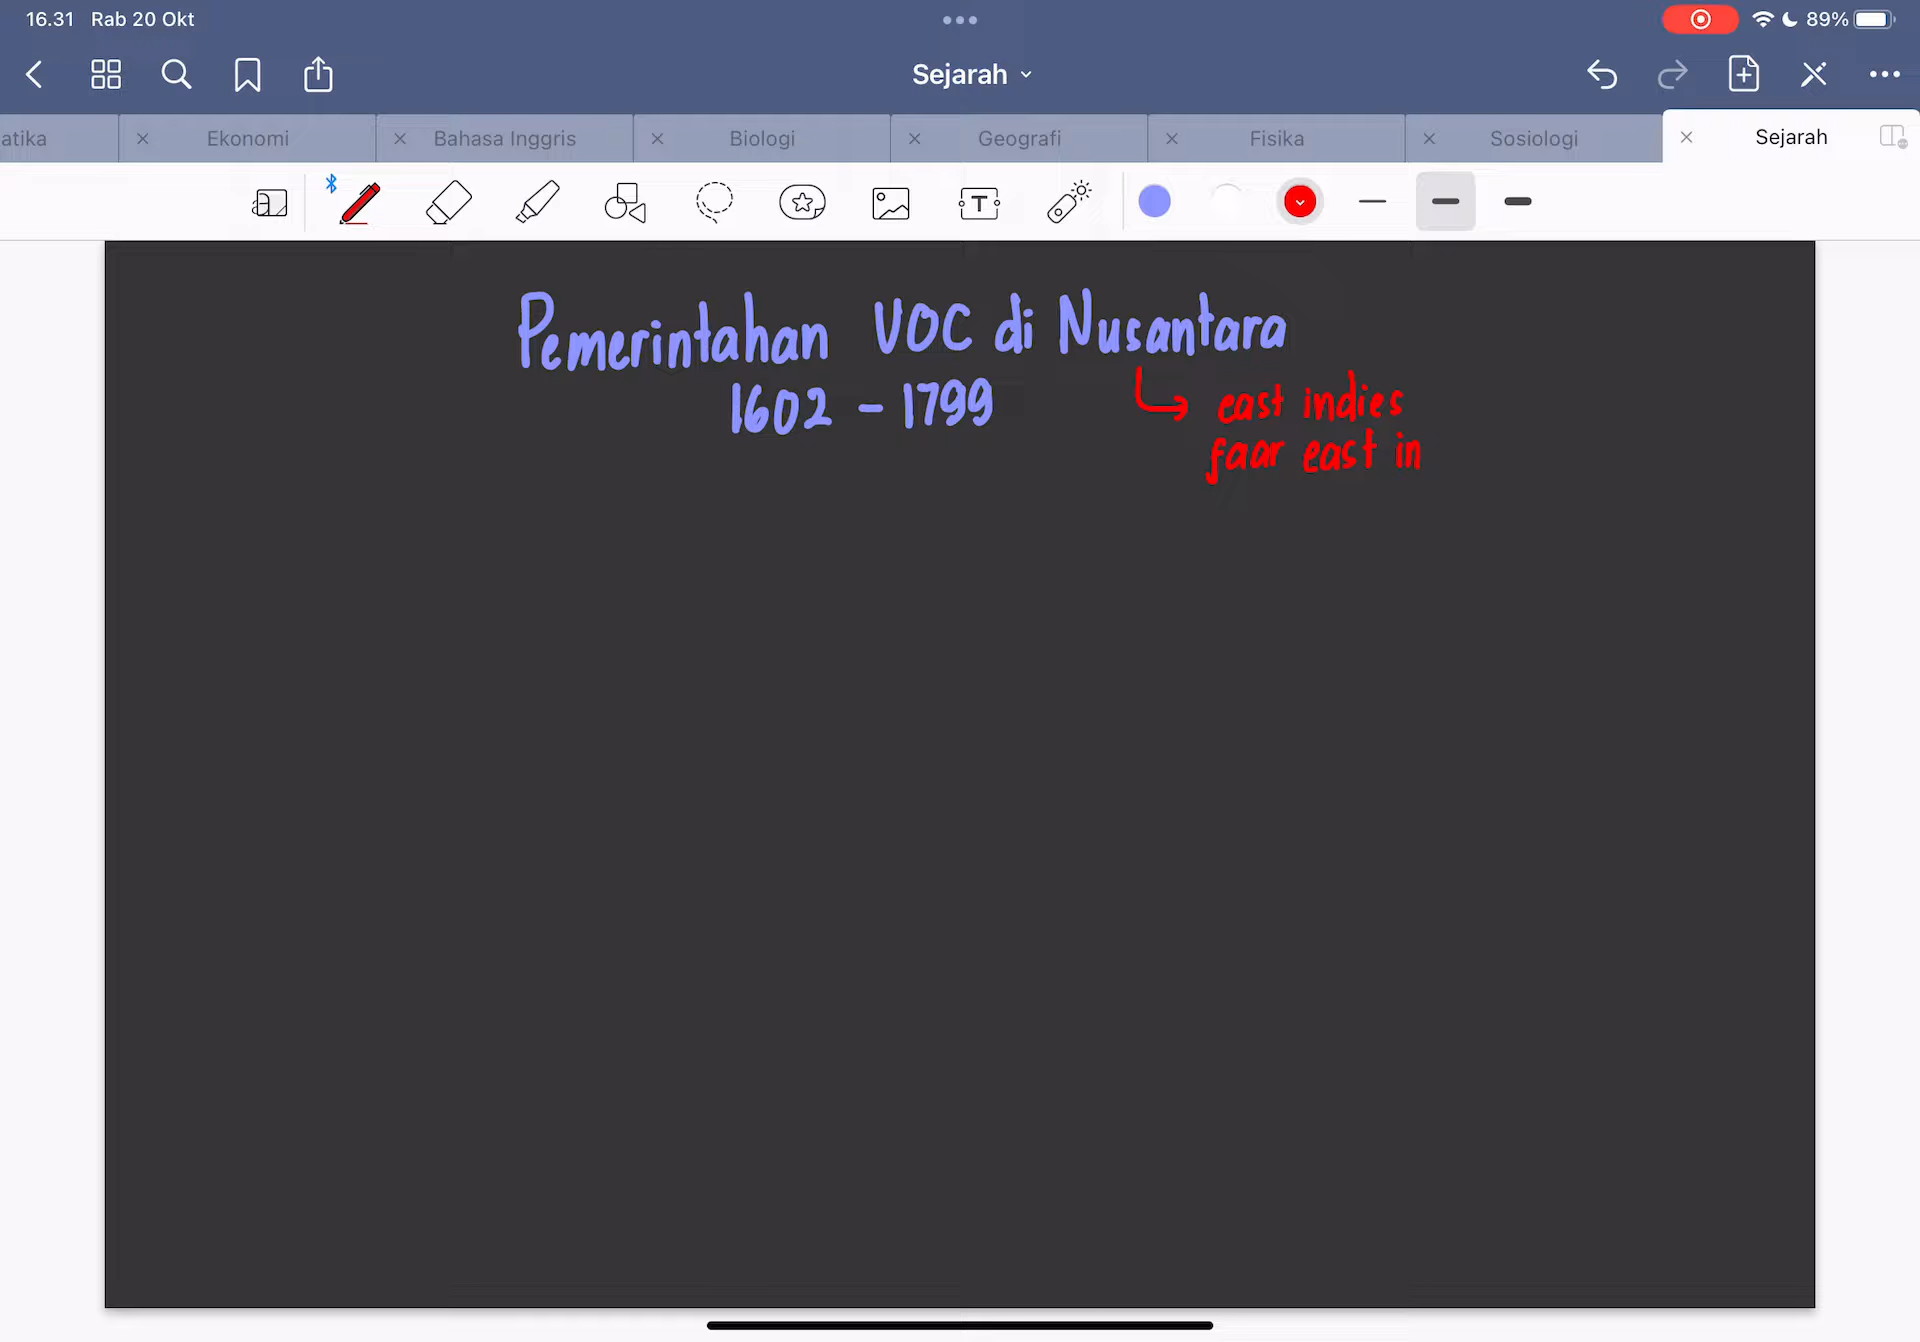 16.31 Rab 20 Okt
89%
Sejarah
atika
Ekonomi
Bahasa Inggris
Biologi
Geografi
Fisika
Sosiologi
Sejarah
Pemerintahan VOC di Nusantara
1602 - 1799
east indies
faar east in